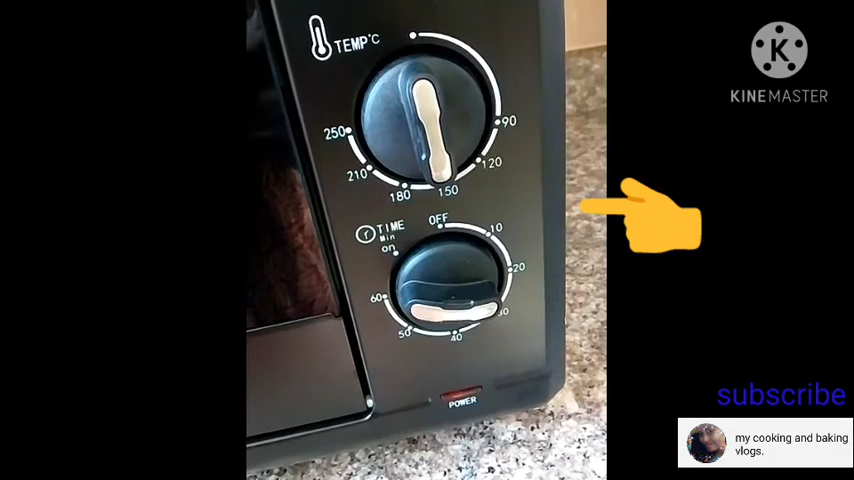 TEMP°C
90
120
150
180
210
250
TIME
Min
on
OFF
10
20
30
40
50
60
POWER
KINEMASTER
subscribe
my cooking and baking
vlogs.